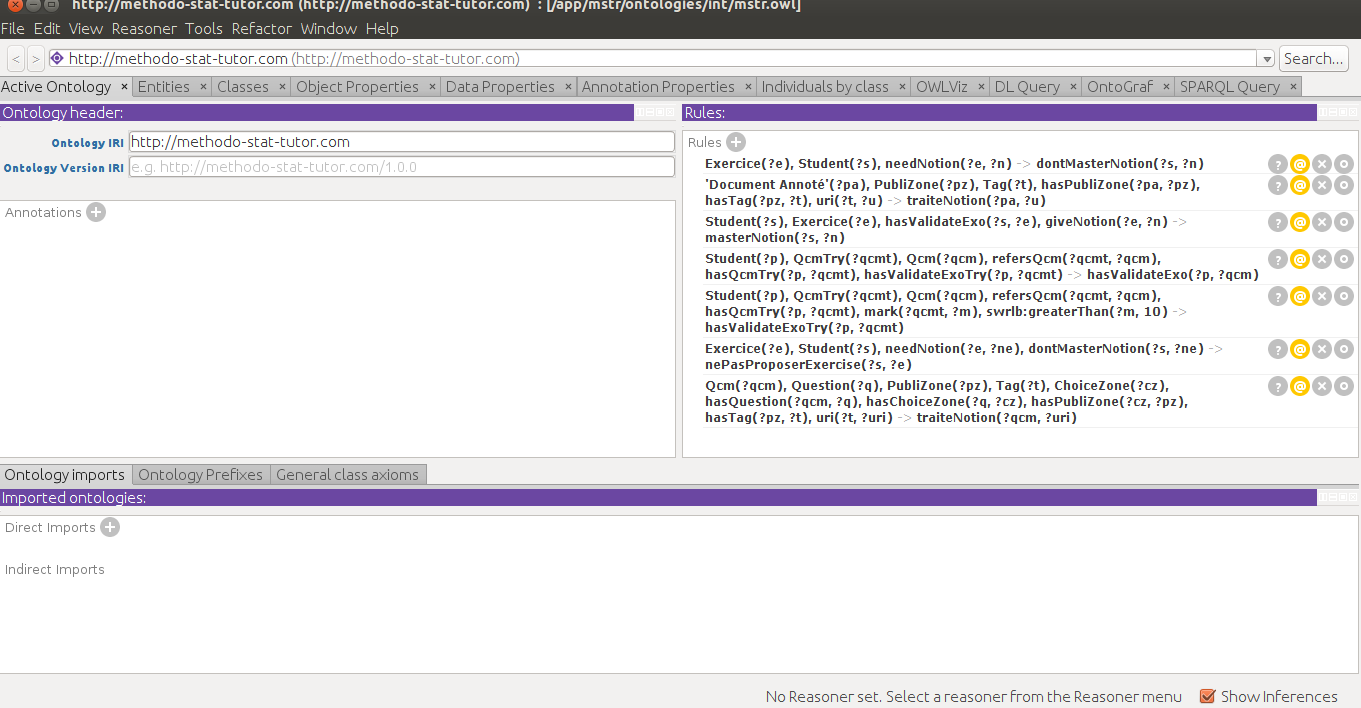 http://methodo-stat-tutor.com (http://methodo-stat-tutor.com) : [/app/mstr/ontologies/int/mstr.owl]
File Edit View Reasoner Tools Refactor Window Help
< > http://methodo-stat-tutor.com (http://methodo-stat-tutor.com) Search...
Active Ontology × Entities × Classes × Object Properties × Data Properties × Annotation Properties × Individuals by class × OWLViz × DL Query × OntoGraf × SPARQL Query ×
Ontology header:
Ontology IRI http://methodo-stat-tutor.com
Ontology Version IRI e.g. http://methodo-stat-tutor.com/1.0.0
Annotations +
Rules:
Rules +
Exercice(?e), Student(?s), needNotion(?e, ?n) -> dontMasterNotion(?s, ?n)
'Document Annoté'(?pa), PubliZone(?pz), Tag(?t), hasPubliZone(?pa, ?pz),
hasTag(?pz, ?t), uri(?t, ?u) -> traiteNotion(?pa, ?u)
Student(?s), Exercice(?e), hasValidateExo(?s, ?e), giveNotion(?e, ?n) ->
masterNotion(?s, ?n)
Student(?p), QcmTry(?qcmt), Qcm(?qcm), refersQcm(?qcmt, ?qcm),
hasQcmTry(?p, ?qcmt), hasValidateExoTry(?p, ?qcmt) -> hasValidateExo(?p, ?qcm)
Student(?p), QcmTry(?qcmt), Qcm(?qcm), refersQcm(?qcmt, ?qcm),
hasQcmTry(?p, ?qcmt), mark(?qcmt, ?m), swrlb:greaterThan(?m, 10) ->
hasValidateExoTry(?p, ?qcmt)
Exercice(?e), Student(?s), needNotion(?e, ?ne), dontMasterNotion(?s, ?ne) ->
nePasProposerExercise(?s, ?e)
Qcm(?qcm), Question(?q), PubliZone(?pz), Tag(?t), ChoiceZone(?cz),
hasQuestion(?qcm, ?q), hasChoiceZone(?q, ?cz), hasPubliZone(?cz, ?pz),
hasTag(?pz, ?t), uri(?t, ?uri) -> traiteNotion(?qcm, ?uri)
Ontology imports Ontology Prefixes General class axioms
Imported ontologies:
Direct Imports +
Indirect Imports
No Reasoner set. Select a reasoner from the Reasoner menu Show Inferences